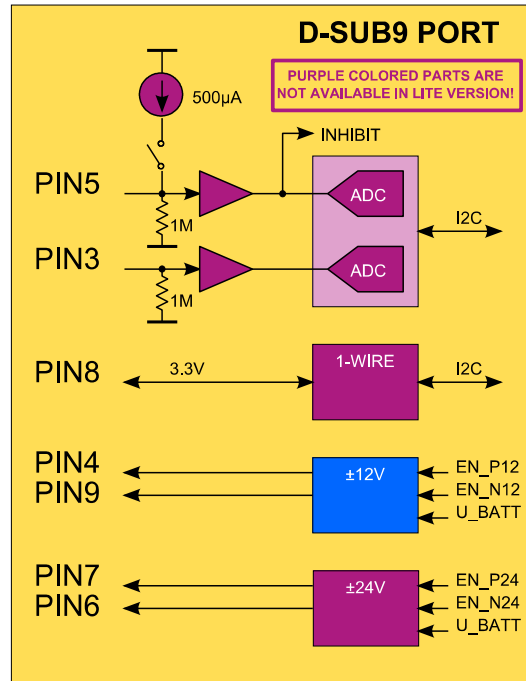 D-SUB9 PORT
PURPLE COLORED PARTS ARE
NOT AVAILABLE IN LITE VERSION!
500µA
INHIBIT
PIN5
ADC
1M
I2C
PIN3
ADC
1M
1-WIRE
PIN8
3.3V
I2C
PIN4
±12V
EN_P12
PIN9
EN_N12
U_BATT
PIN7
±24V
EN_P24
PIN6
EN_N24
U_BATT